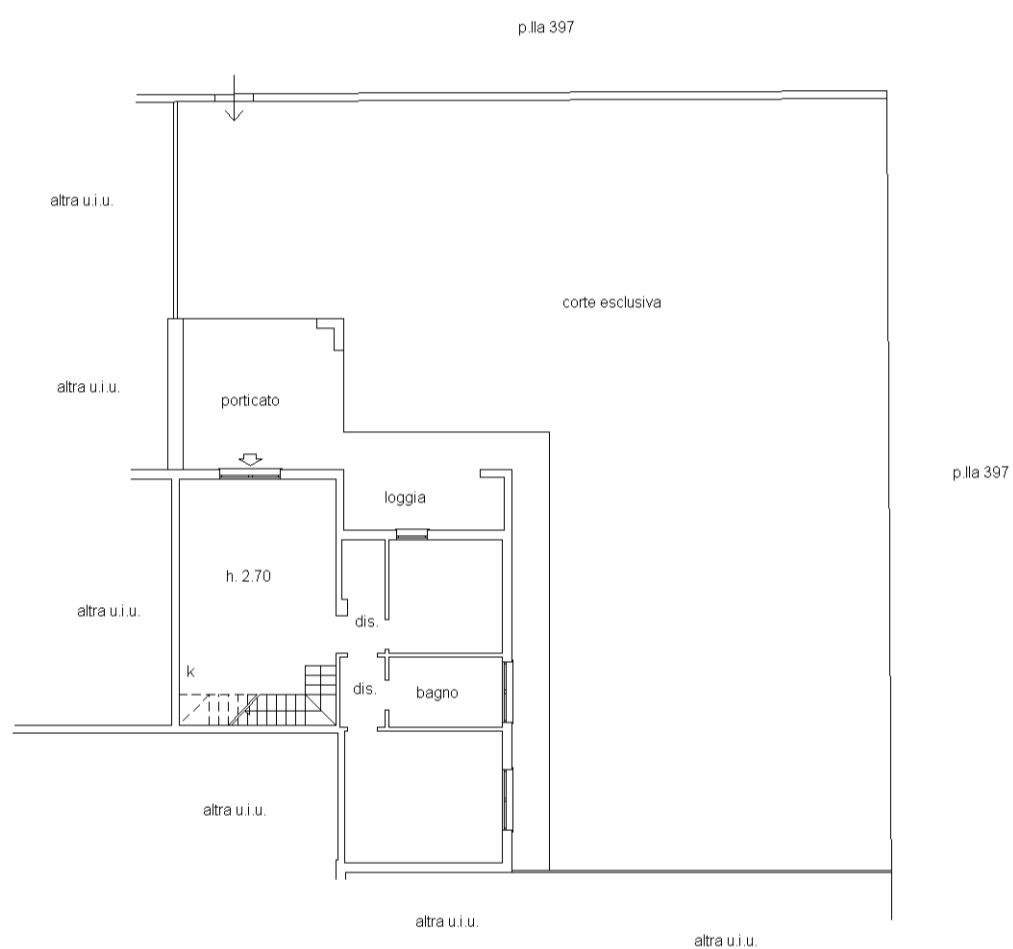 p.lla 397
altra u.i.u.
corte esclusiva
altra u.i.u.
porticato
p.lla 397
loggia
h. 2.70
altra u.i.u.
dis.
k
dis.
bagno
altra u.i.u.
altra u.i.u.
altra u.i.u.